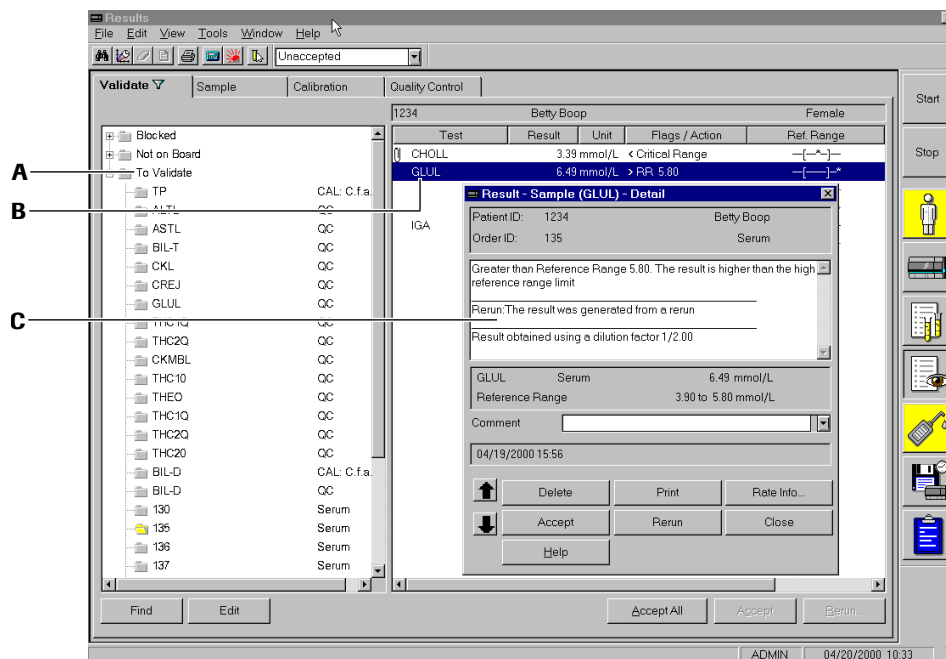 Results
File Edit View Tools Window Help
Unaccepted
Validate Sample Calibration Quality Control
Start
Stop
1234 Betty Boop Female
Test Result Unit Flags / Action Ref. Range
CHOLL 3.39 mmol/L < Critical Range —[—*–]—
GLUL 6.49 mmol/L > RR 5.80 —[——]—*
IGA
A
B
C
Blocked
Not on Board
To Validate
TP CAL: C.f.a.
ALTL QC
ASTL QC
BIL-T QC
CKL QC
CREJ QC
GLUL QC
THC1Q QC
THC2Q QC
CKMBL QC
THC10 QC
THEO QC
THC1Q QC
THC2Q QC
THC20 QC
BIL-D CAL: C.f.a.
BIL-D QC
130 Serum
135 Serum
136 Serum
137 Serum
Result - Sample (GLUL) - Detail
Patient ID: 1234 Betty Boop
Order ID: 135 Serum
Greater than Reference Range 5.80. The result is higher than the high
reference range limit
Rerun:The result was generated from a rerun
Result obtained using a dilution factor 1/2.00
GLUL Serum 6.49 mmol/L
Reference Range 3.90 to 5.80 mmol/L
Comment
04/19/2000 15:56
Delete Print Rate Info...
Accept Rerun Close
Help
Find Edit Accept All Accept Rerun...
ADMIN 04/20/2000 10:33